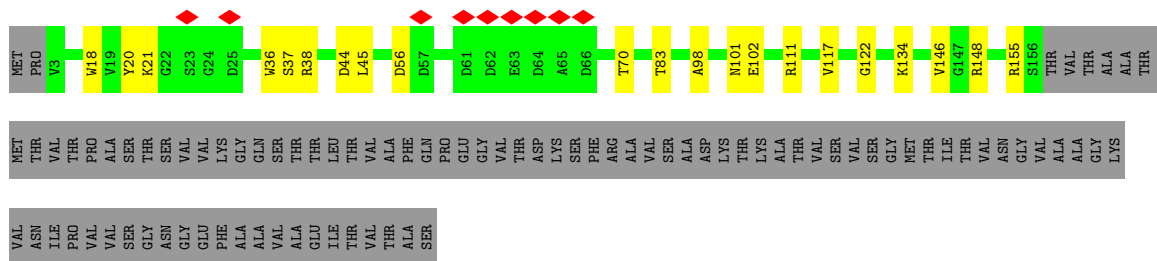 MET PRO V3 W18 V19 Y20 K21 G22 S23 G24 D25 W36 S37 R38 D44 L45 D56 D57 D61 D62 E63 D64 A65 D66 T70 T83 A98 N101 E102 R111 V117 G122 K134 V146 G147 R148 R155 S156 THR VAL THR ALA ALA THR
MET THR VAL THR PRO ALA SER THR SER VAL VAL LYS GLY GLN SER THR THR LEU THR VAL ALA PHE GLN PRO GLU GLY VAL THR ASP LYS SER PHE ARG ALA VAL SER ALA ASP LYS THR LYS ALA THR VAL SER VAL SER GLY MET THR ILE THR VAL ASN GLY VAL ALA ALA GLY LYS
VAL ASN ILE PRO VAL VAL SER GLY ASN GLY GLU PHE ALA ALA VAL ALA GLU ILE THR VAL THR ALA SER